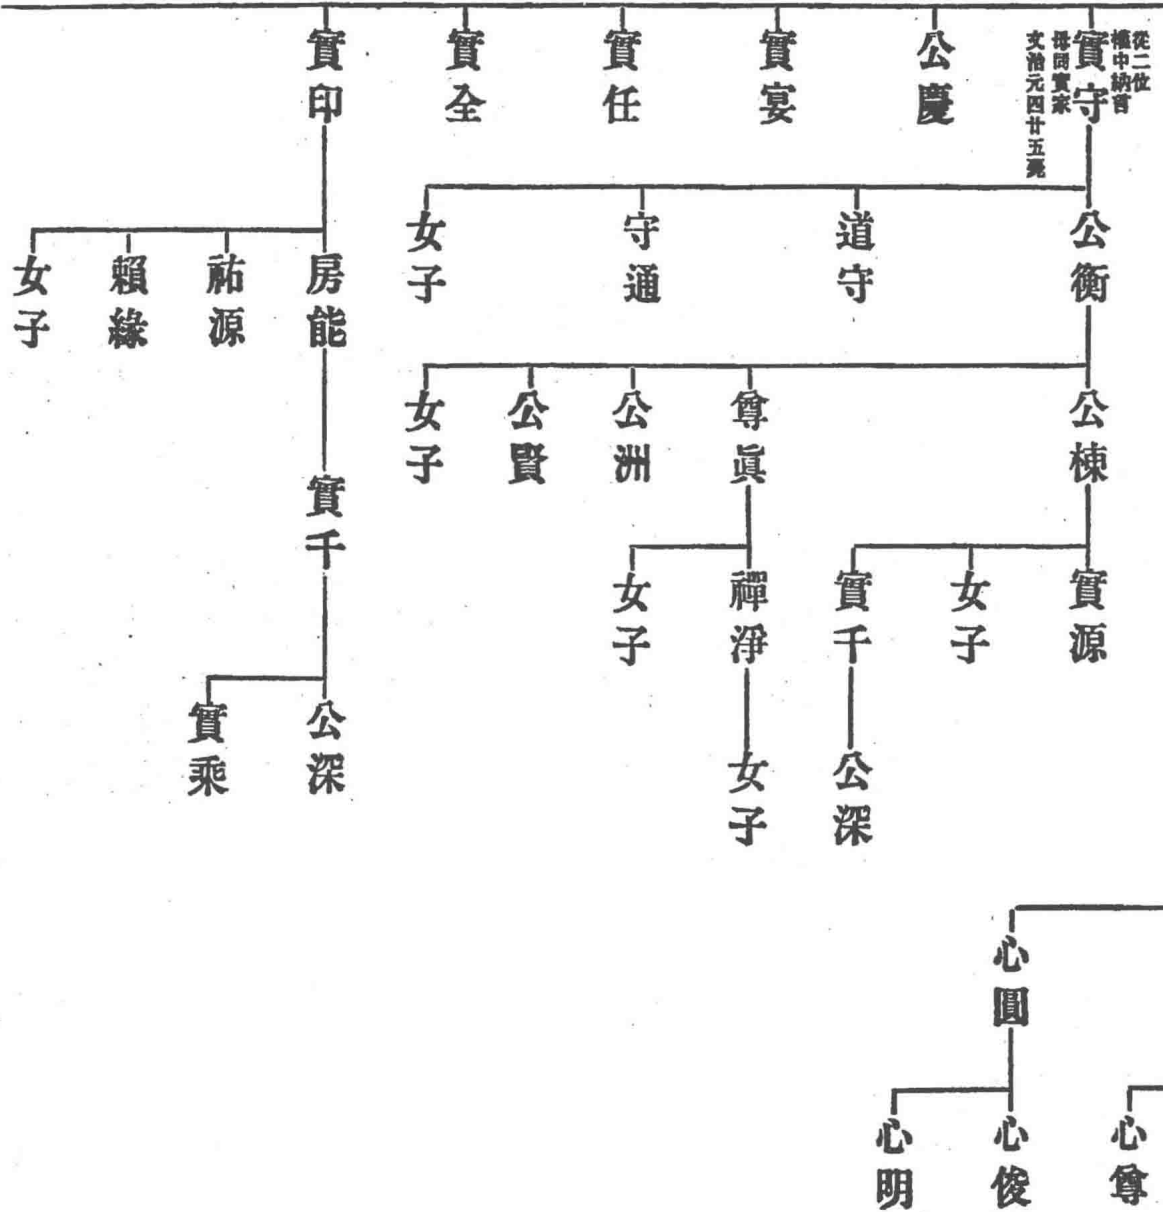 從二位
權中納言
實守
母同實家
文治元四廿五薨
公慶
實宴
實任
實全
實印
公衡
道守
守通
女子
房能
祐源
賴緣
女子
公棟
尊眞
公洲
公賢
女子
實千
實源
女子
實千
禪淨
女子
公深
實乘
公深
女子
心圓
心尊
心俊
心明